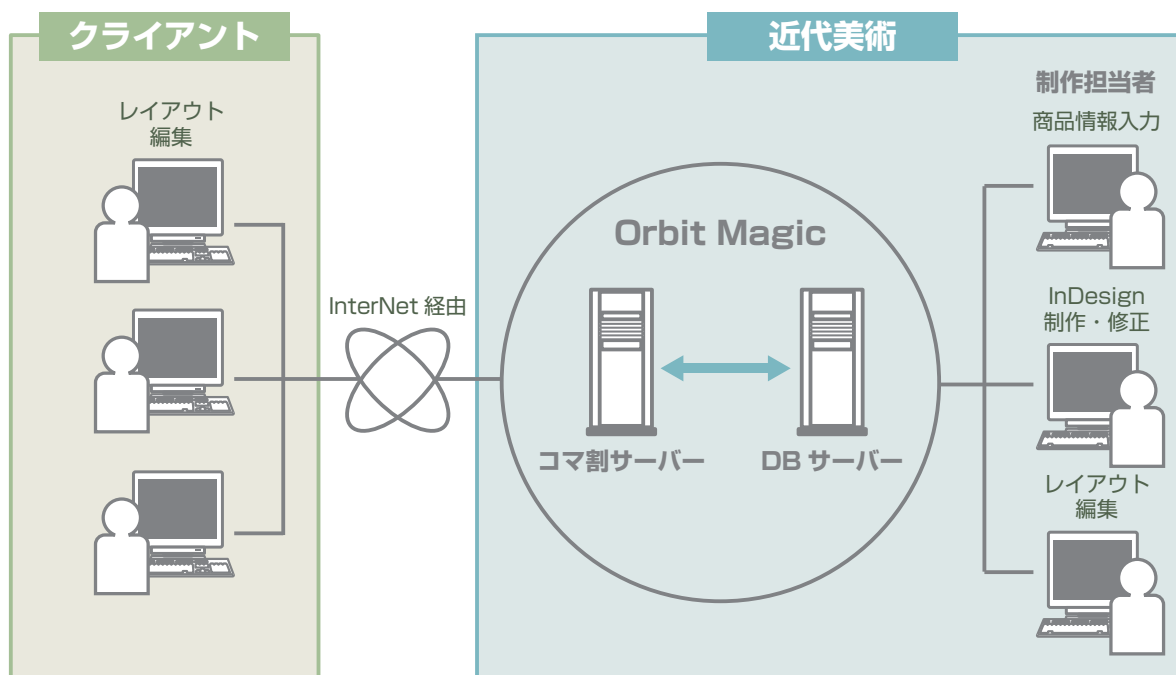 クライアント
レイアウト
編集
InterNet 経由
近代美術
Orbit Magic
コマ割サーバー
DB サーバー
制作担当者
商品情報入力
InDesign
制作・修正
レイアウト
編集